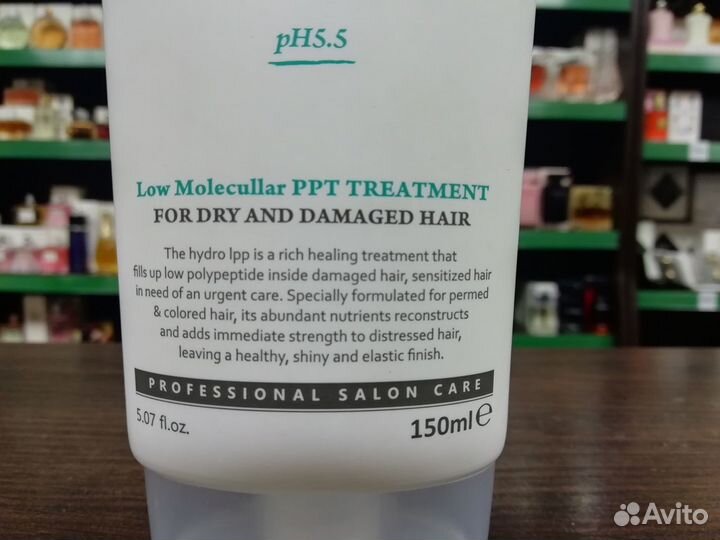 pH5.5
Low Molecullar PPT TREATMENT
FOR DRY AND DAMAGED HAIR
The hydro lpp is a rich healing treatment that
fills up low polypeptide inside damaged hair, sensitized hair
in need of an urgent care. Specially formulated for permed
& colored hair, its abundant nutrients reconstructs
and adds immediate strength to distressed hair,
leaving a healthy, shiny and elastic finish.
PROFESSIONAL SALON CARE
5.07 fl.oz.
150ml e
Avito